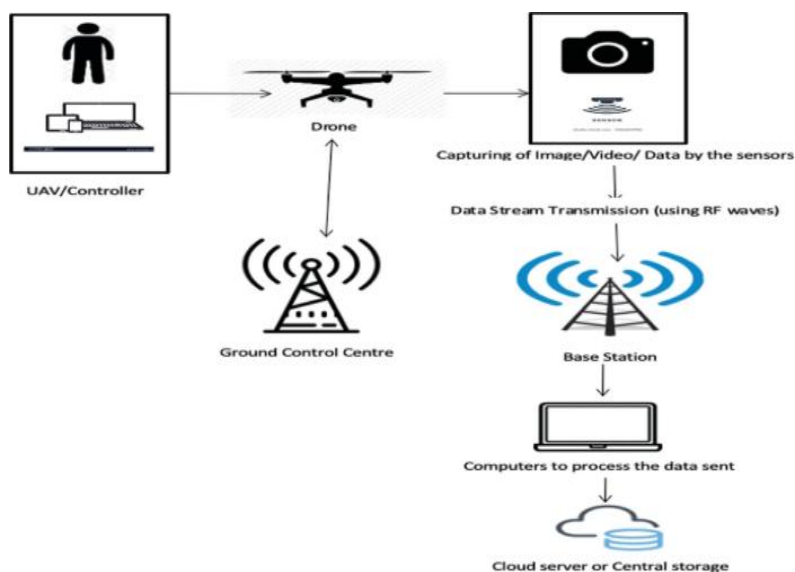 UAV/Controller
Drone
SENSOR
Capturing of Image/Video/ Data by the sensors
Data Stream Transmission (using RF waves)
Ground Control Centre
Base Station
Computers to process the data sent
Cloud server or Central storage